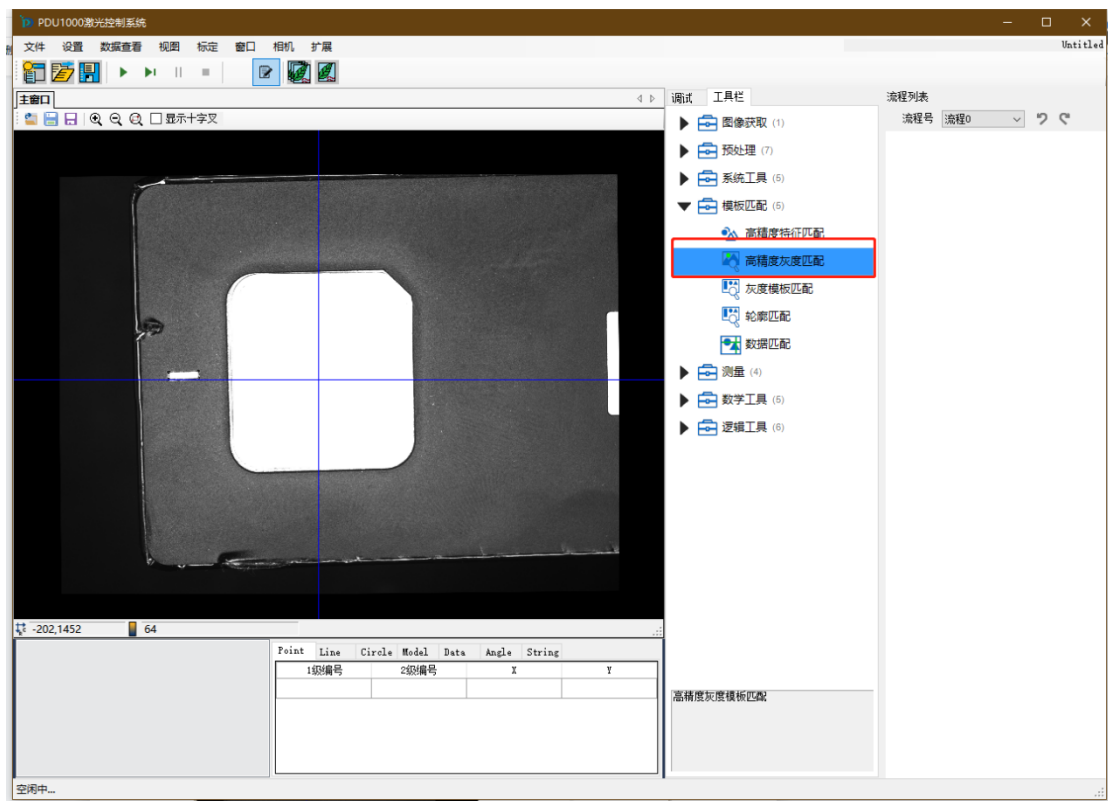 PDU1000激光控制系统
文件 设置 数据查看 视图 标定 窗口 相机 扩展
Untitled
主窗口
显示十字叉
调试 工具栏
图像获取 (1)
预处理 (7)
系统工具 (5)
模板匹配 (5)
高精度特征匹配
高精度灰度匹配
灰度模板匹配
轮廓匹配
数据匹配
测量 (4)
数学工具 (5)
逻辑工具 (6)
流程列表
流程号 流程0
-202,1452 64
Point Line Circle Model Data Angle String
1级编号 2级编号 X Y
高精度灰度模板匹配
空闲中...